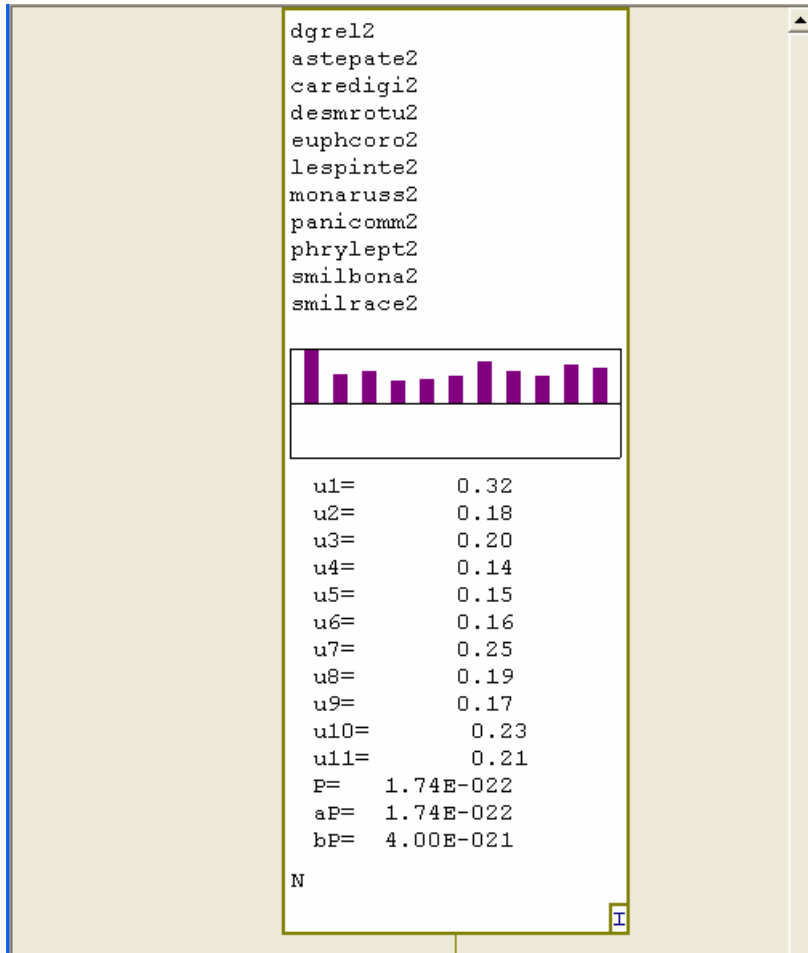 dgrel2
astepate2
caredigi2
desmrotu2
euphcoro2
lespinte2
monaruss2
panicomm2
phrylept2
smilbona2
smilrace2
u1= 0.32
u2= 0.18
u3= 0.20
u4= 0.14
u5= 0.15
u6= 0.16
u7= 0.25
u8= 0.19
u9= 0.17
u10= 0.23
u11= 0.21
P= 1.74E-022
aP= 1.74E-022
bP= 4.00E-021
N
I